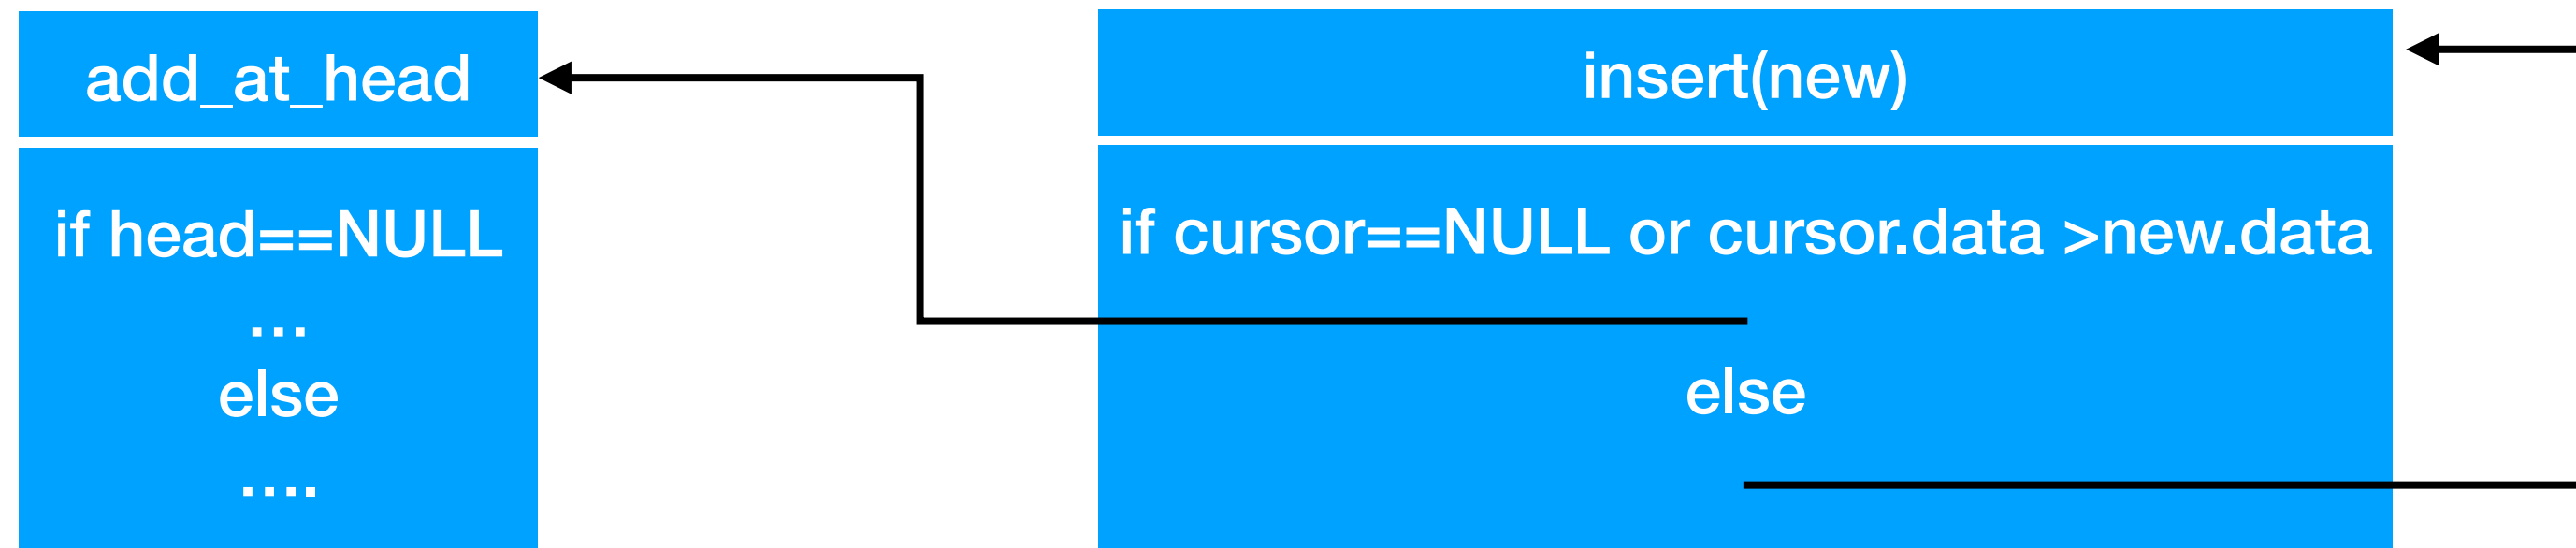 add_at_head
if head==NULL
...
else
....
insert(new)
if cursor==NULL or cursor.data >new.data
else